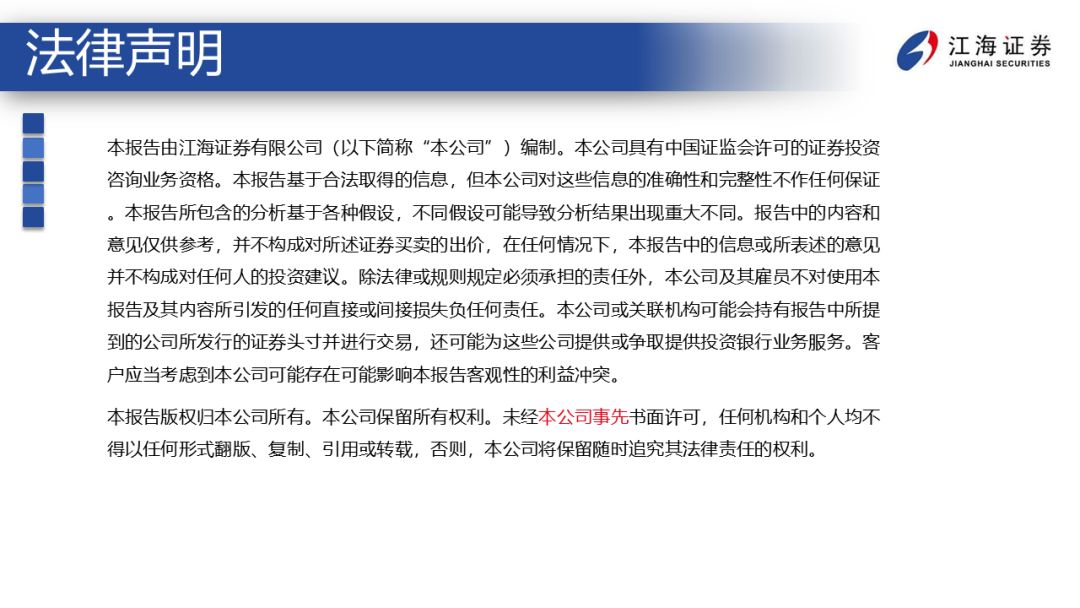 法律声明
江海证券
JIANGHAI SECURITIES
本报告由江海证券有限公司（以下简称“本公司”）编制。本公司具有中国证监会许可的证券投资
咨询业务资格。本报告基于合法取得的信息，但本公司对这些信息的准确性和完整性不作任何保证
。本报告所包含的分析基于各种假设，不同假设可能导致分析结果出现重大不同。报告中的内容和
意见仅供参考，并不构成对所述证券买卖的出价，在任何情况下，本报告中的信息或所表述的意见
并不构成对任何人的投资建议。除法律或规则规定必须承担的责任外，本公司及其雇员不对使用本
报告及其内容所引发的任何直接或间接损失负任何责任。本公司或关联机构可能会持有报告中所提
到的公司所发行的证券头寸并进行交易，还可能为这些公司提供或争取提供投资银行业务服务。客
户应当考虑到本公司可能存在可能影响本报告客观性的利益冲突。
本报告版权归本公司所有。本公司保留所有权利。未经本公司事先书面许可，任何机构和个人均不
得以任何形式翻版、复制、引用或转载，否则，本公司将保留随时追究其法律责任的权利。